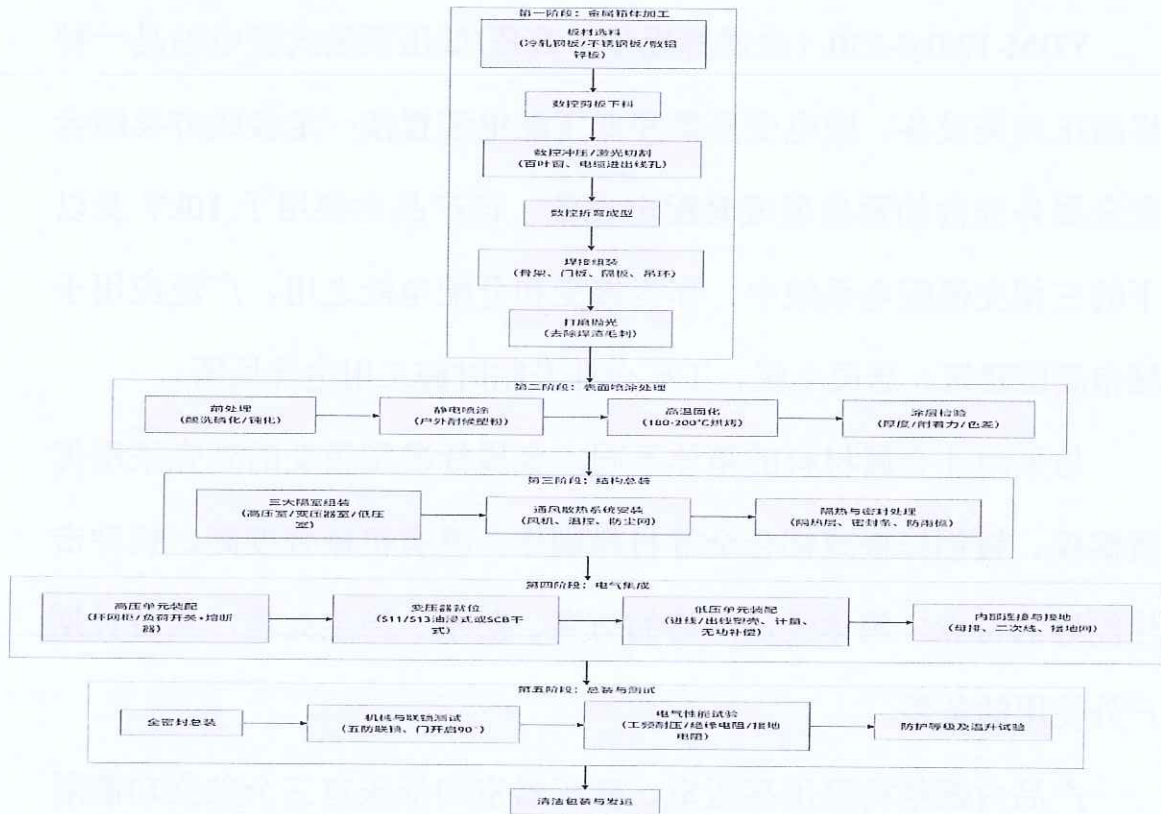 第一阶段：金属箱体加工
板材选料
(冷轧钢板/不锈钢板/敷铝
锌板)
数控剪板下料
数控冲压/激光切割
(百叶窗、电缆进出线孔)
数控折弯成型
焊接组装
(骨架、门板、隔板、吊环)
打磨抛光
(去除焊渣毛刺)
第二阶段：表面喷涂处理
前处理
(酸洗磷化/钝化)
静电喷涂
(户外耐候塑粉)
高温固化
(180-200℃烘烤)
涂层检验
(厚度/附着力/色差)
第三阶段：结构总装
三大隔室组装
(高压室/变压器室/低压
室)
通风散热系统安装
(风机、温控、防尘网)
隔热与密封处理
(隔热层、密封条、防雨檐)
第四阶段：电气集成
高压单元装配
(环网柜/负荷开关+熔断
器)
变压器就位
(S11/S13油浸式或SCB干
式)
低压单元装配
(进线/出线塑壳、计量、
无功补偿)
内部连接与接地
(母排、二次线、接地网)
第五阶段：总装与测试
全密封总装
机械与联锁测试
(五防联锁、门开启90°)
电气性能试验
(工频耐压/绝缘电阻/接地
电阻)
防护等级及温升试验
清洁包装与发运